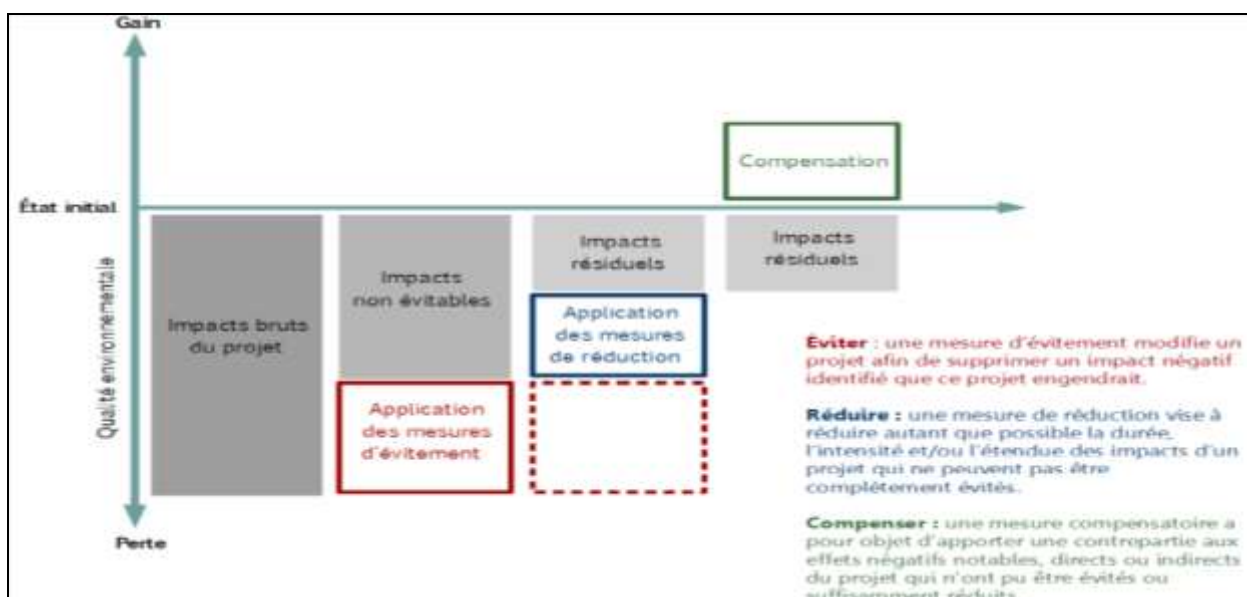 Gain
Compensation
État initial
Impacts
résiduels
Impacts
résiduels
Impacts
non évitables
Impacts bruts
du projet
Application
des mesures
de réduction
Application
des mesures
d'évitement
Qualité environnementale
Perte
Éviter : une mesure d'évitement modifie un
projet afin de supprimer un impact négatif
identifié que ce projet engendrait.
Réduire : une mesure de réduction vise à
réduire autant que possible la durée,
l'intensité et/ou l'étendue des impacts d'un
projet qui ne peuvent pas être
complétement évités.
Compenser : une mesure compensatoire a
pour objet d'apporter une contrepartie aux
effets négatifs notables, directs ou indirects
du projet qui n'ont pu être évités ou
suffisamment réduits